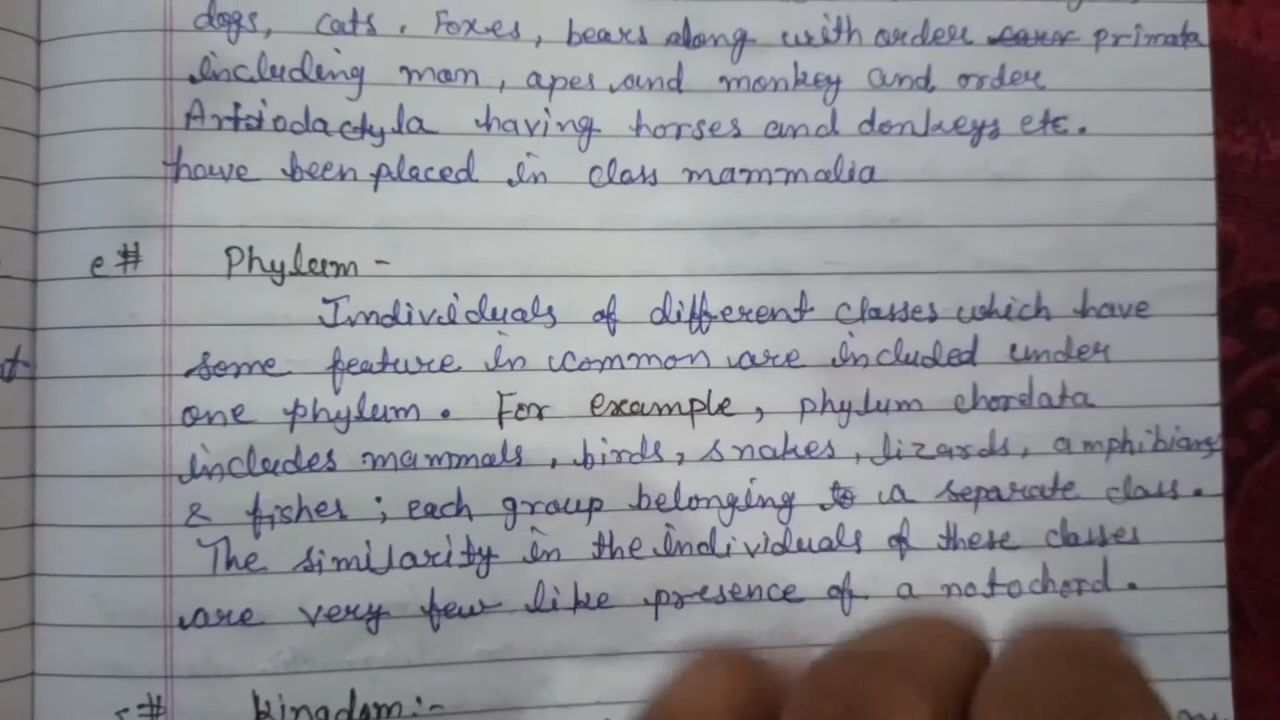 dogs, cats, Foxes, bears along with order primata
including man, apes and monkey and order
Artiodactyla having horses and donkeys etc.
have been placed in class mammalia
e# Phylum -
Individuals of different classes which have
some feature in common are included under
one phylum. For example, phylum chordata
includes mammals, birds, snakes, lizards, amphibians
& fishes; each group belonging to a separate class.
The similarity in the individuals of these classes
are very few like presence of a notochord.
kingdom:-